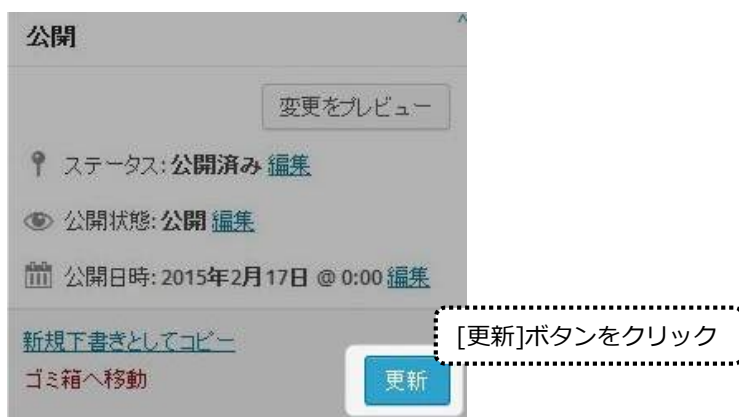 公開
変更をプレビュー
ステータス: 公開済み 編集
公開状態: 公開 編集
公開日時: 2015年2月17日 @ 0:00 編集
新規下書きとしてコピー
[更新]ボタンをクリック
ゴミ箱へ移動
更新